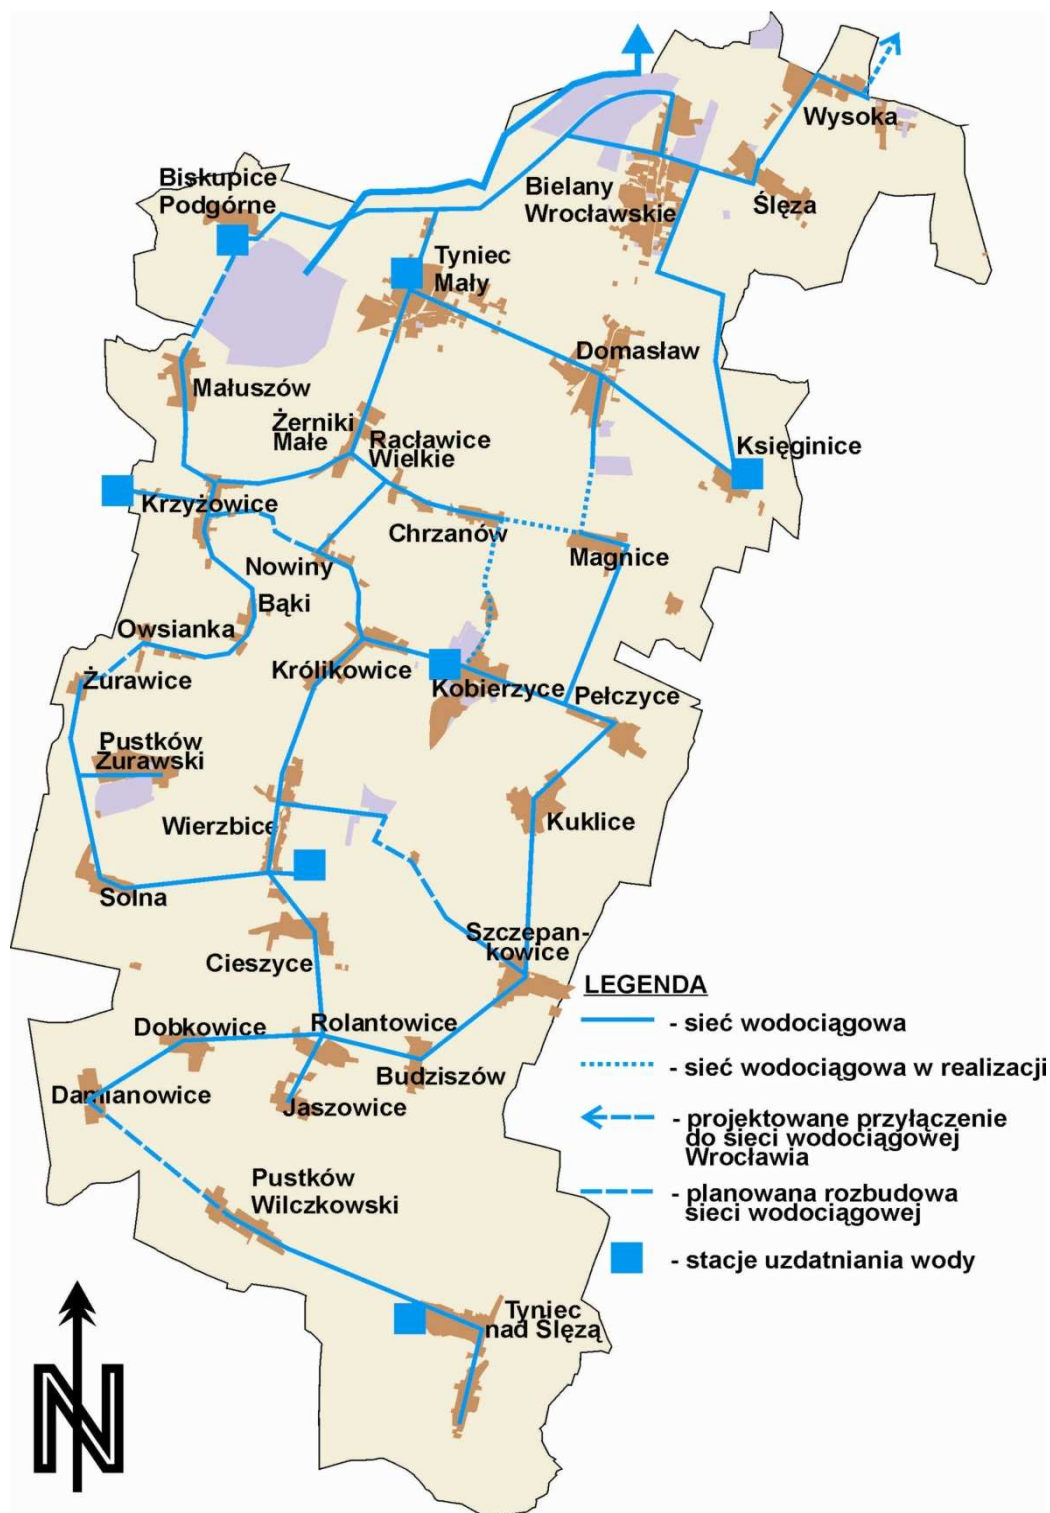 Wysoka
Biskupice
Podgórne
Bielany
Wrocławskie
Ślęza
Tyniec
Mały
Domasław
Małuszów
Żerniki
Małe
Racławice
Wielkie
Księginice
Krzyżowice
Chrzanów
Magnice
Nowiny
Bąki
Owsianka
Żurawice
Królikowice
Kobierzyce
Pełczyce
Pustków
Żurawski
Wierzbice
Kuklice
Solna
Szczepan-
kowice
Cieszyce
LEGENDA
- sieć wodociągowa
- sieć wodociągowa w realizacji
- projektowane przyłączenie
do sieci wodociągowej
Wrocławia
- planowana rozbudowa
sieci wodociągowej
- stacje uzdatniania wody
Dobkowice
Rolantowice
Budziszów
Damianowice
Jaszowice
Pustków
Wilczkowski
Tyniec
nad Ślęzą
N